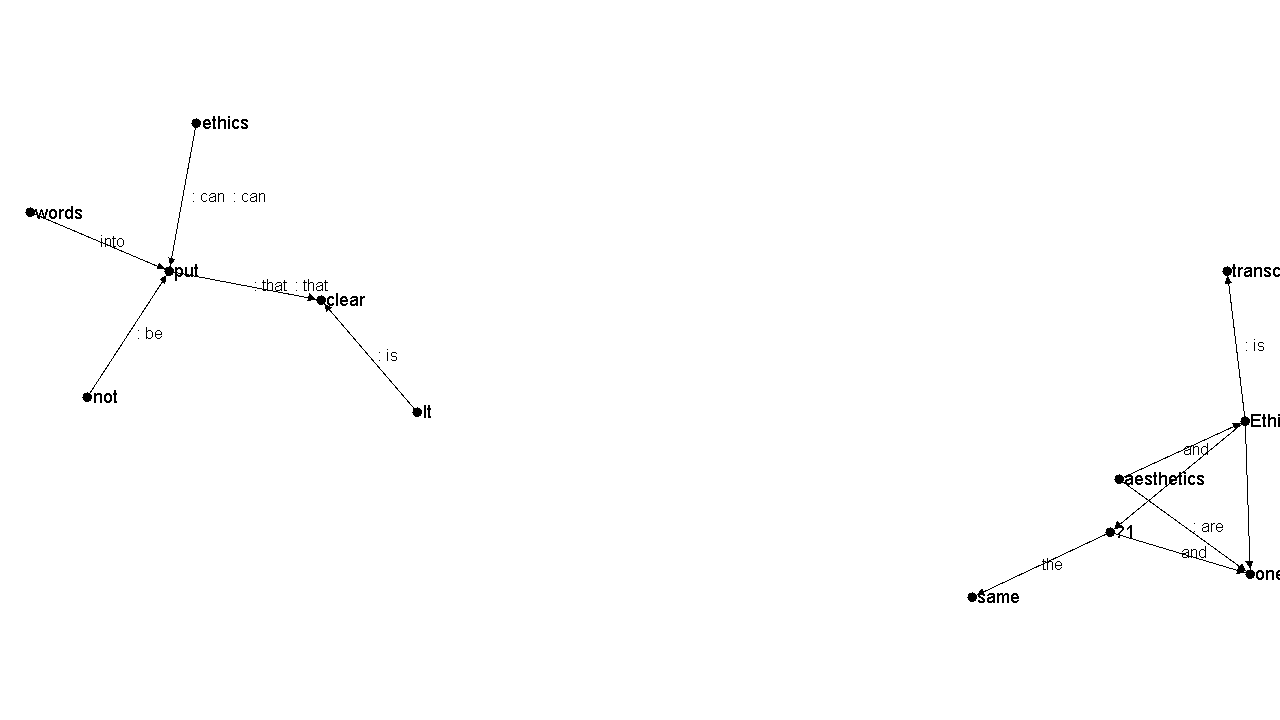 ethics
: can : can
words
into
put
: that : that
clear
: be
: is
not
It
transc
: is
Ethi
and
aesthetics
: are
?1
and
the
one
same